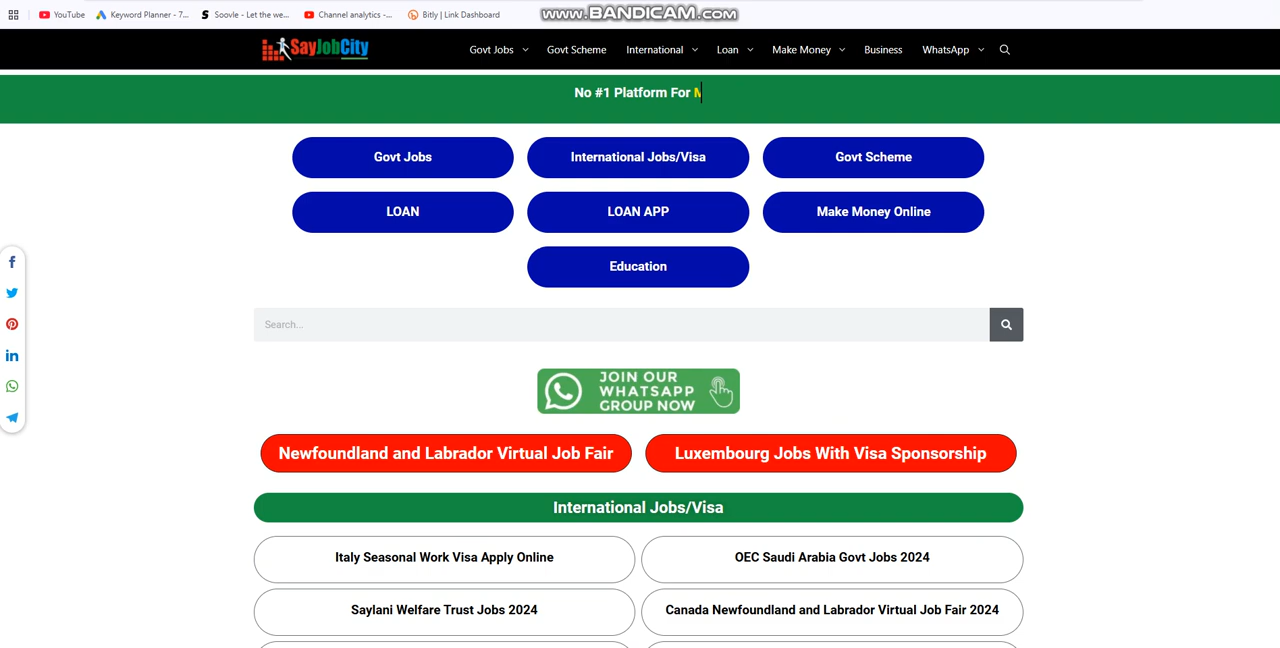 YouTube
Keyword Planner - 7...
Soovle - Let the we...
Channel analytics -...
Bitly | Link Dashboard
WWW.BANDICAM.COM
SayJobCity
Govt Jobs
Govt Scheme
International
Loan
Make Money
Business
WhatsApp
No #1 Platform For M
Govt Jobs
International Jobs/Visa
Govt Scheme
LOAN
LOAN APP
Make Money Online
Education
Search...
JOIN OUR
WHATSAPP
GROUP NOW
Newfoundland and Labrador Virtual Job Fair
Luxembourg Jobs With Visa Sponsorship
International Jobs/Visa
Italy Seasonal Work Visa Apply Online
OEC Saudi Arabia Govt Jobs 2024
Saylani Welfare Trust Jobs 2024
Canada Newfoundland and Labrador Virtual Job Fair 2024